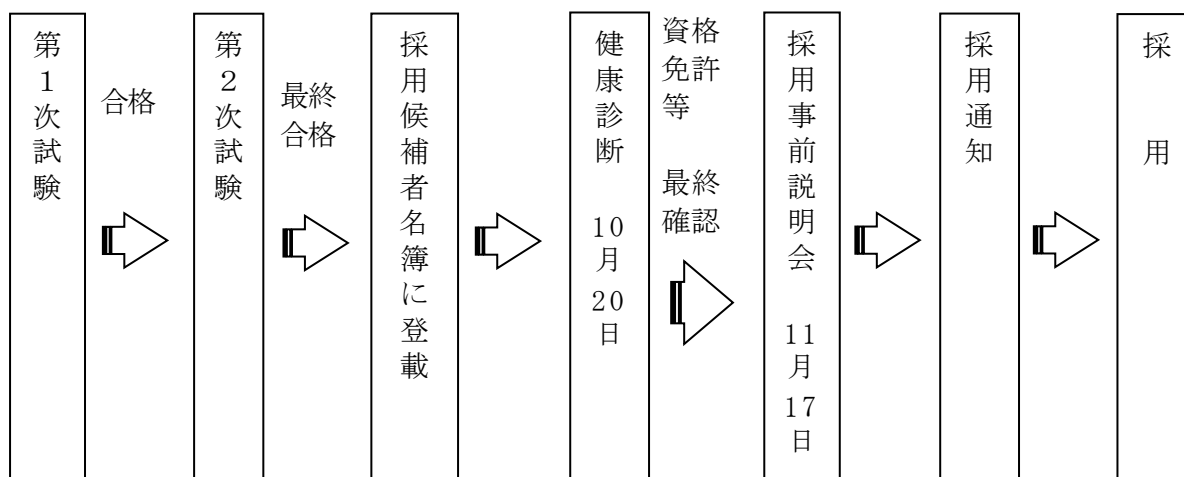 第１次試験
合格
第２次試験
最終
合格
採用候補者名簿に登載
健康診断　10月20日
資格
免許
等
最終
確認
採用事前説明会　11月17日
採用通知
採　用